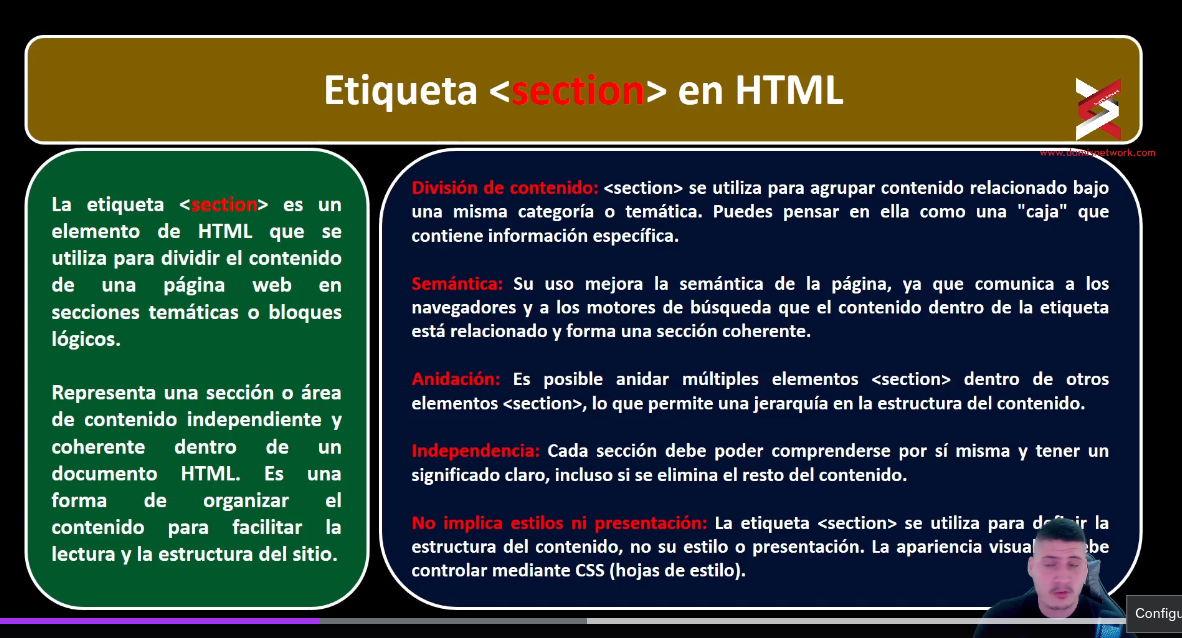 Etiqueta <section> en HTML
www.damivnetwork.com
La etiqueta <section> es un
elemento de HTML que se
utiliza para dividir el contenido
de una página web en
secciones temáticas o bloques
lógicos.
Representa una sección o área
de contenido independiente y
coherente dentro de un
documento HTML. Es una
forma de organizar el
contenido para facilitar la
lectura y la estructura del sitio.
División de contenido: <section> se utiliza para agrupar contenido relacionado bajo
una misma categoría o temática. Puedes pensar en ella como una "caja" que
contiene información específica.
Semántica: Su uso mejora la semántica de la página, ya que comunica a los
navegadores y a los motores de búsqueda que el contenido dentro de la etiqueta
está relacionado y forma una sección coherente.
Anidación: Es posible anidar múltiples elementos <section> dentro de otros
elementos <section>, lo que permite una jerarquía en la estructura del contenido.
Independencia: Cada sección debe poder comprenderse por sí misma y tener un
significado claro, incluso si se elimina el resto del contenido.
No implica estilos ni presentación: La etiqueta <section> se utiliza para definir la
estructura del contenido, no su estilo o presentación. La apariencia visual
controlar mediante CSS (hojas de estilo).
Configu